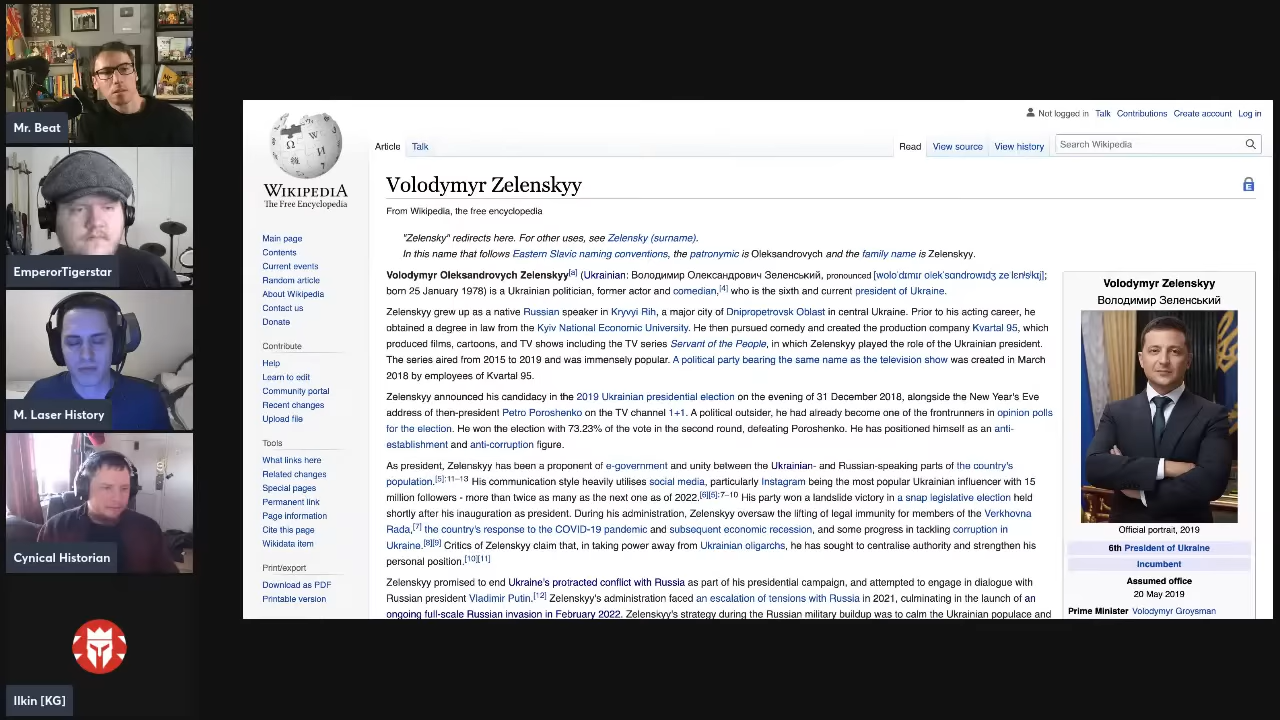 Mr. Beat
EmperorTigerstar
M. Laser History
Cynical Historian
Ilkin [KG]
WIKIPEDIA
The Free Encyclopedia
Main page
Contents
Current events
Random article
About Wikipedia
Contact us
Donate
Contribute
Help
Learn to edit
Community portal
Recent changes
Upload file
Tools
What links here
Related changes
Special pages
Permanent link
Page information
Cite this page
Wikidata item
Print/export
Download as PDF
Printable version
Not logged in Talk Contributions Create account Log in
Article Talk Read View source View history Search Wikipedia
Volodymyr Zelenskyy
From Wikipedia, the free encyclopedia
"Zelensky" redirects here. For other uses, see Zelensky (surname).
In this name that follows Eastern Slavic naming conventions, the patronymic is Oleksandrovych and the family name is Zelenskyy.
Volodymyr Oleksandrovych Zelenskyy[a] (Ukrainian: Володимир Олександрович Зеленський, pronounced
born 25 January 1978) is a Ukrainian politician, former actor and comedian,[4] who is the sixth and current president of Ukraine.
Zelenskyy grew up as a native Russian speaker in Kryvyi Rih, a major city of Dnipropetrovsk Oblast in central Ukraine. Prior to his acting career, he
obtained a degree in law from the Kyiv National Economic University. He then pursued comedy and created the production company Kvartal 95, which
produced films, cartoons, and TV shows including the TV series Servant of the People, in which Zelenskyy played the role of the Ukrainian president.
The series aired from 2015 to 2019 and was immensely popular. A political party bearing the same name as the television show was created in March
2018 by employees of Kvartal 95.
Zelenskyy announced his candidacy in the 2019 Ukrainian presidential election on the evening of 31 December 2018, alongside the New Year's Eve
address of then-president Petro Poroshenko on the TV channel 1+1. A political outsider, he had already become one of the frontrunners in opinion polls
for the election. He won the election with 73.23% of the vote in the second round, defeating Poroshenko. He has positioned himself as an anti-
establishment and anti-corruption figure.
As president, Zelenskyy has been a proponent of e-government and unity between the Ukrainian- and Russian-speaking parts of the country's
population.[5]:11–13 His communication style heavily utilises social media, particularly Instagram being the most popular Ukrainian influencer with 15
million followers - more than twice as many as the next one as of 2022.[6][5]:7–10 His party won a landslide victory in a snap legislative election held
shortly after his inauguration as president. During his administration, Zelenskyy oversaw the lifting of legal immunity for members of the Verkhovna
Rada,[7] the country's response to the COVID-19 pandemic and subsequent economic recession, and some progress in tackling corruption in
Ukraine.[8][9] Critics of Zelenskyy claim that, in taking power away from Ukrainian oligarchs, he has sought to centralise authority and strengthen his
personal position.[10][11]
Zelenskyy promised to end Ukraine's protracted conflict with Russia as part of his presidential campaign, and attempted to engage in dialogue with
Russian president Vladimir Putin.[12] Zelenskyy's administration faced an escalation of tensions with Russia in 2021, culminating in the launch of an
ongoing full-scale Russian invasion in February 2022. Zelenskyy's strategy during the Russian military buildup was to calm the Ukrainian populace and
Volodymyr Zelenskyy
Володимир Зеленський
Official portrait, 2019
6th President of Ukraine
Incumbent
Assumed office
20 May 2019
Prime Minister Volodymyr Groysman